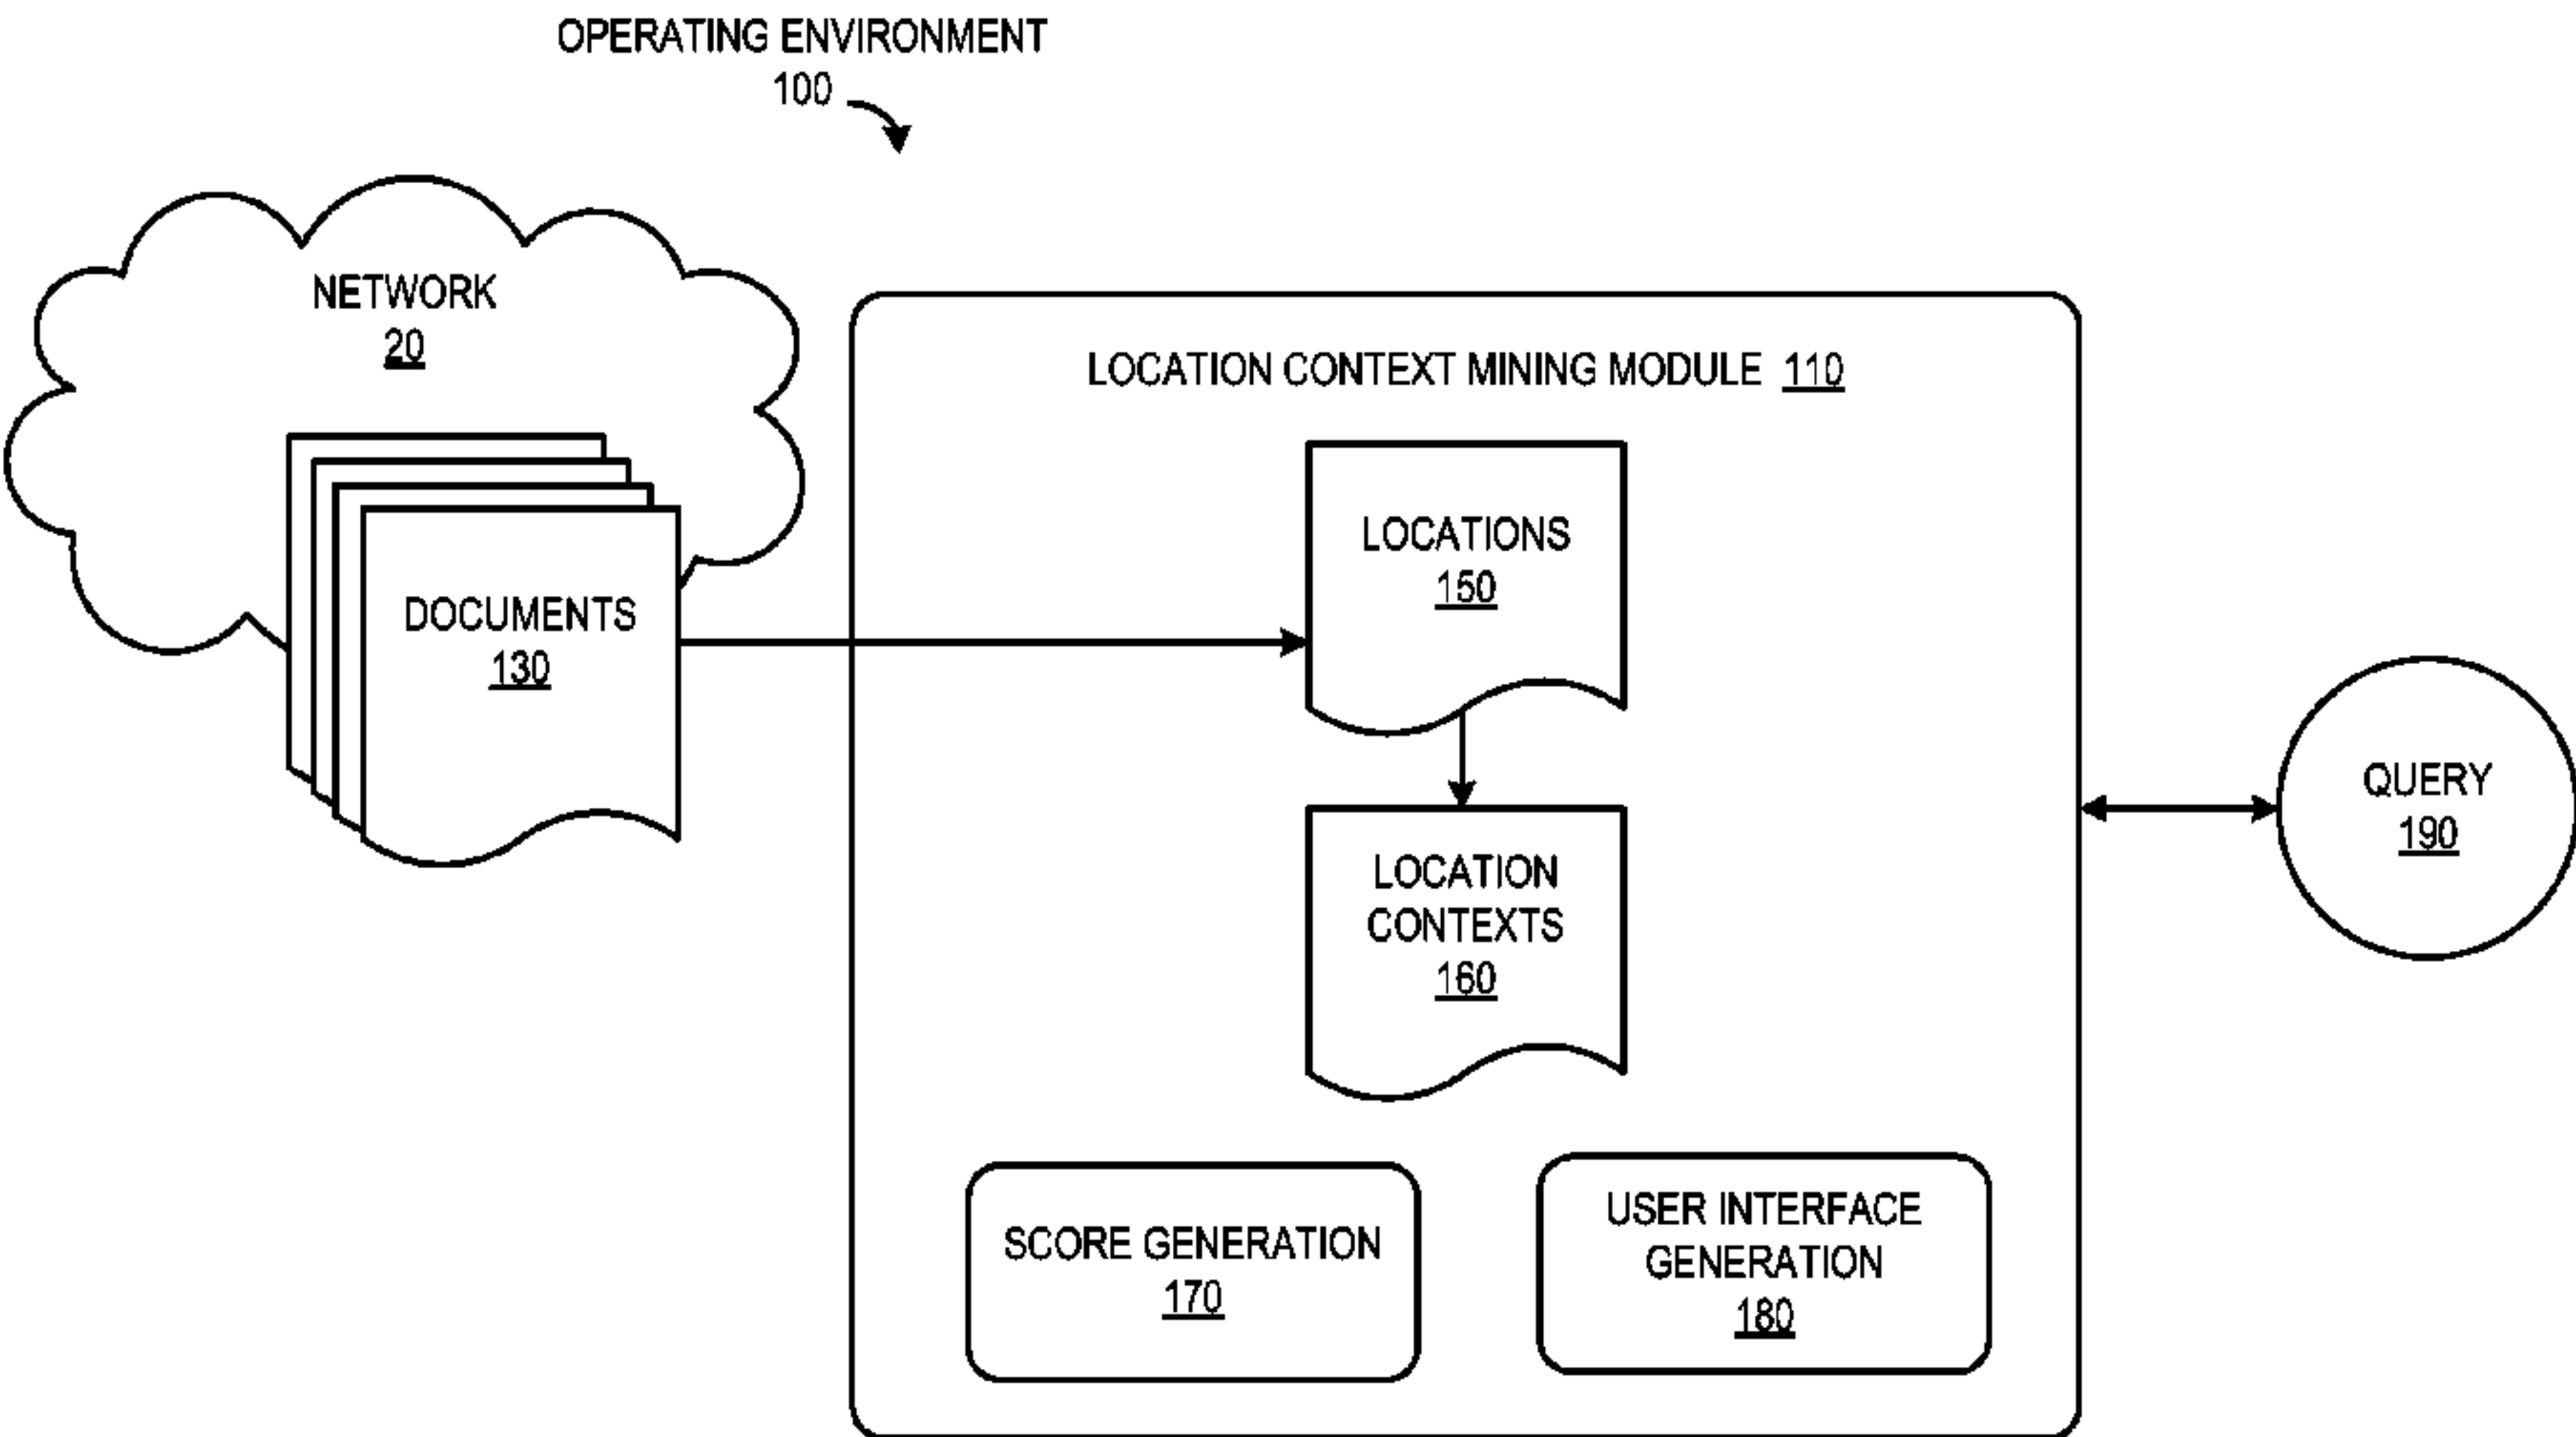 OPERATING ENVIRONMENT
100
NETWORK
20
DOCUMENTS
130
LOCATION CONTEXT MINING MODULE 110
LOCATIONS
150
LOCATION
CONTEXTS
160
SCORE GENERATION
170
USER INTERFACE
GENERATION
180
QUERY
190